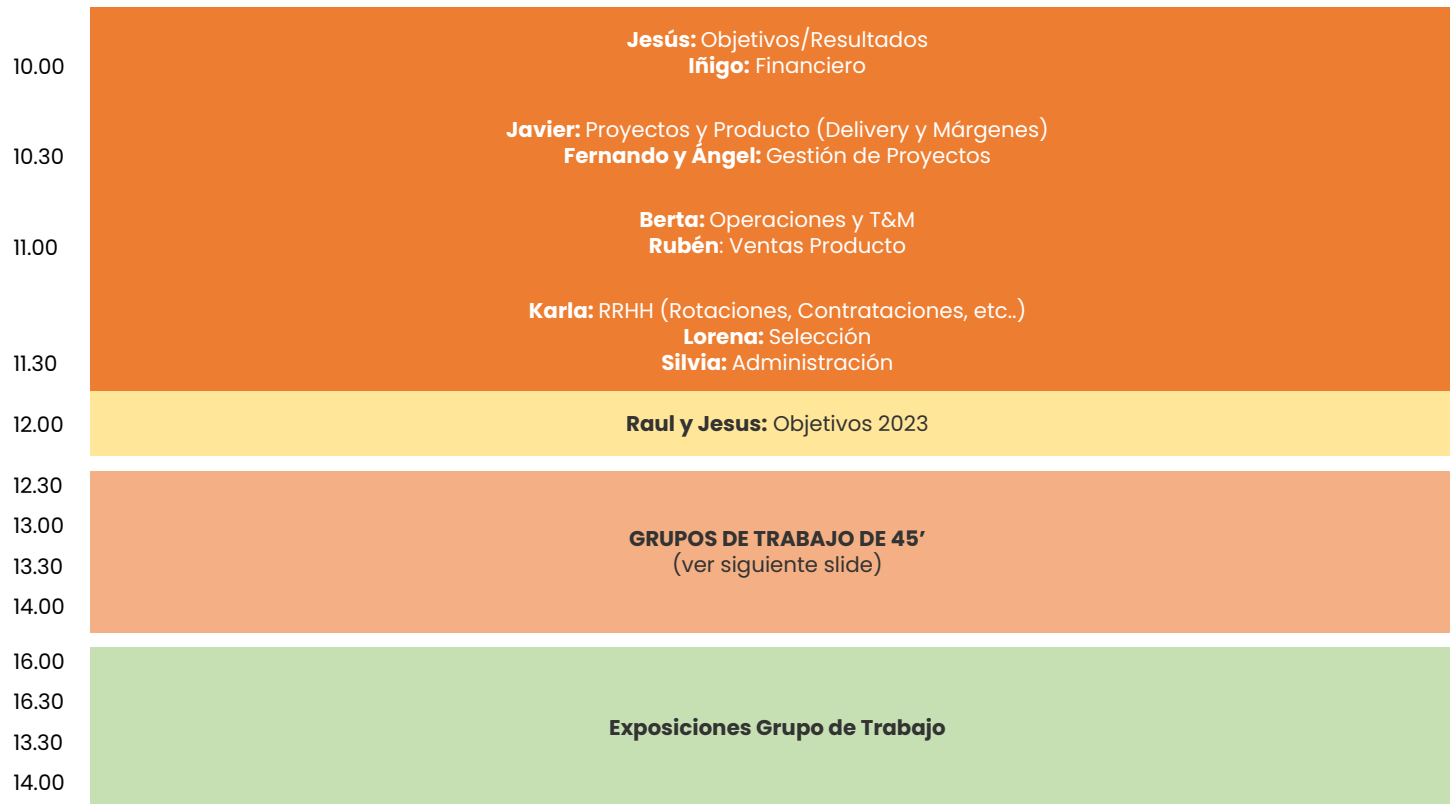 10.00
Jesús: Objetivos/Resultados
Iñigo: Financiero
10.30
Javier: Proyectos y Producto (Delivery y Márgenes)
Fernando y Ángel: Gestión de Proyectos
11.00
Berta: Operaciones y T&M
Rubén: Ventas Producto
11.30
Karla: RRHH (Rotaciones, Contrataciones, etc..)
Lorena: Selección
Silvia: Administración
12.00
Raul y Jesus: Objetivos 2023
12.30
13.00
13.30
14.00
GRUPOS DE TRABAJO DE 45’
(ver siguiente slide)
16.00
16.30
13.30
14.00
Exposiciones Grupo de Trabajo